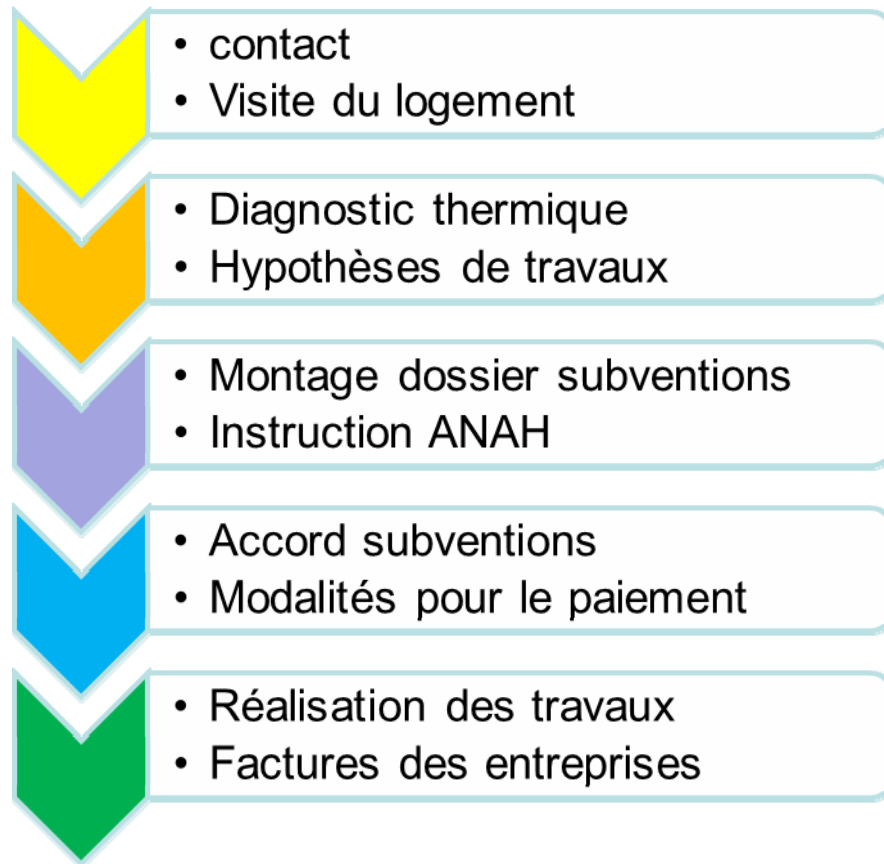 • contact
• Visite du logement
• Diagnostic thermique
• Hypothèses de travaux
• Montage dossier subventions
• Instruction ANAH
• Accord subventions
• Modalités pour le paiement
• Réalisation des travaux
• Factures des entreprises